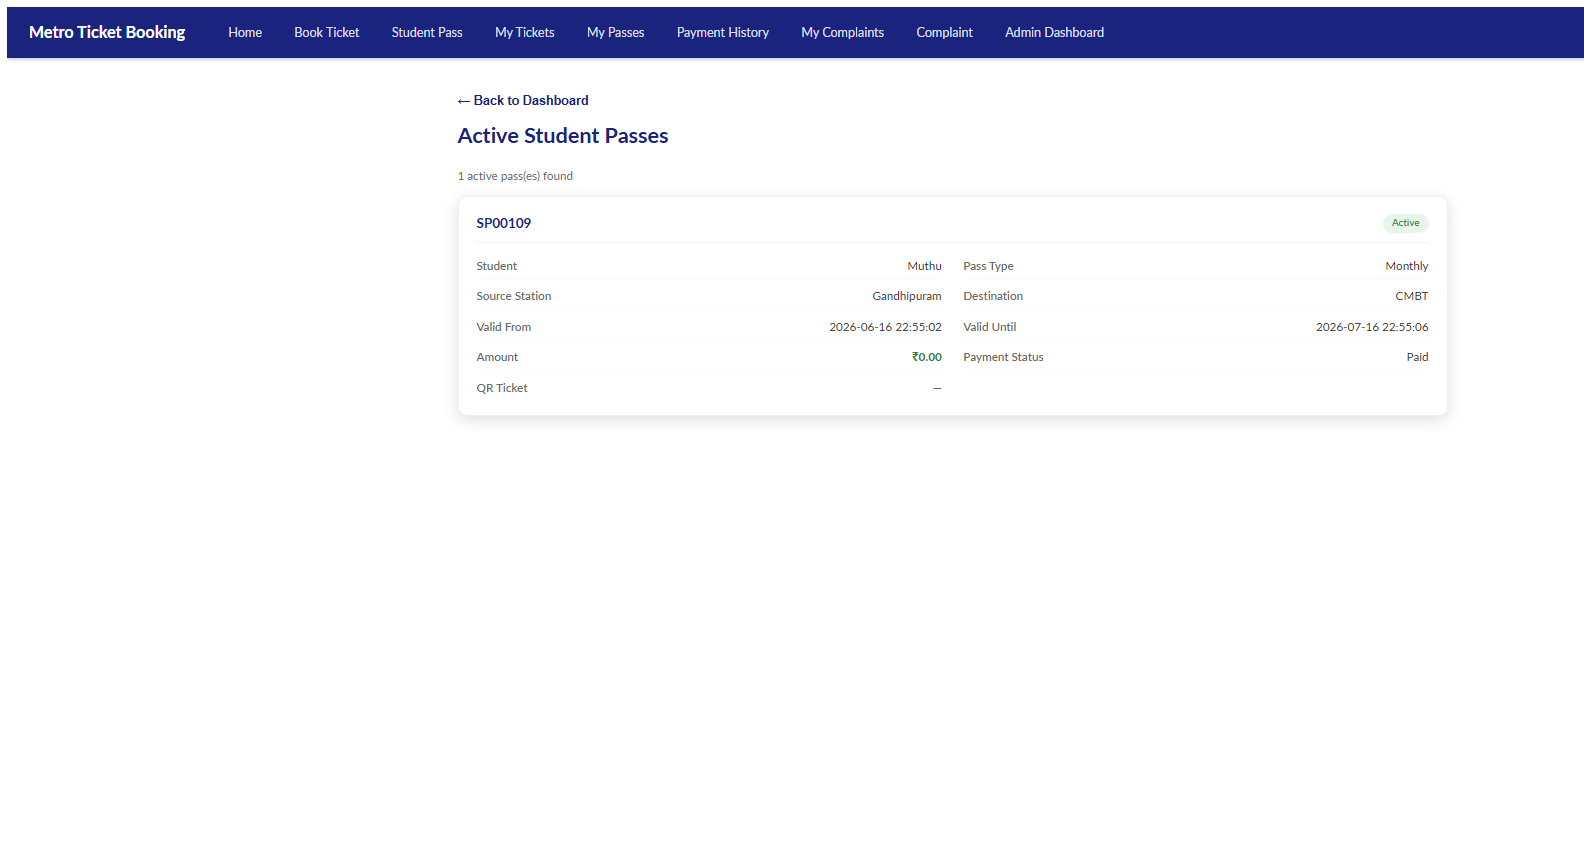 Metro Ticket Booking Home Book Ticket Student Pass My Tickets My Passes Payment History My Complaints Complaint Admin Dashboard
← Back to Dashboard
Active Student Passes
1 active pass(es) found
SP00109 Active
Student Muthu Pass Type Monthly
Source Station Gandhipuram Destination CMBT
Valid From 2026-06-16 22:55:02 Valid Until 2026-07-16 22:55:06
Amount ₹0.00 Payment Status Paid
QR Ticket —